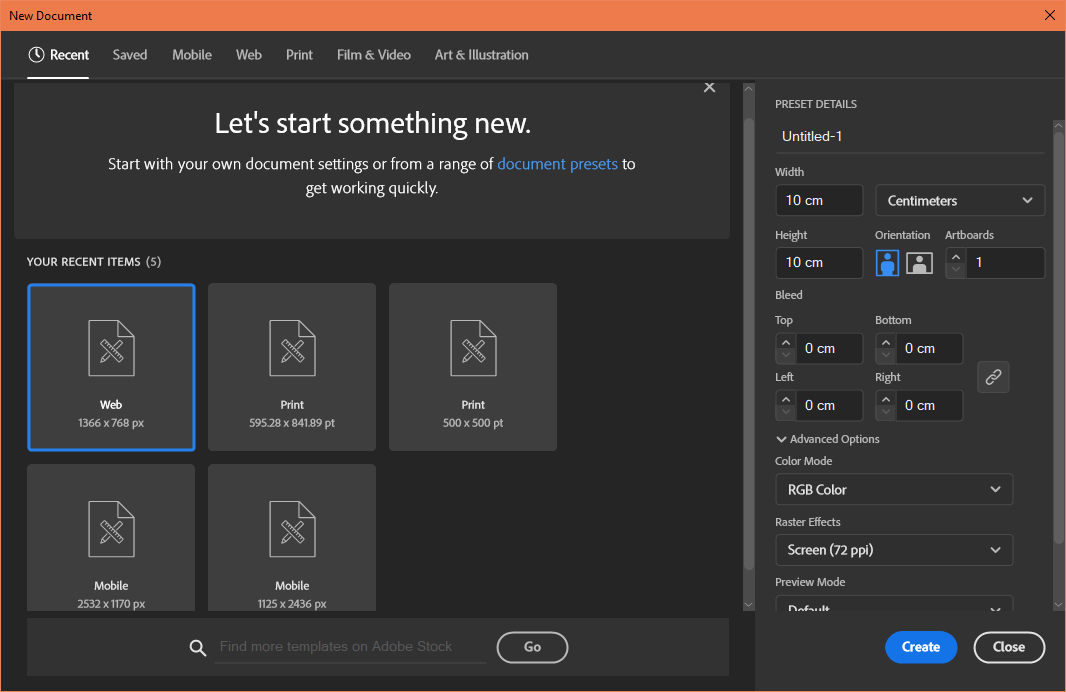 New Document
Recent Saved Mobile Web Print Film & Video Art & Illustration
Let's start something new.
Start with your own document settings or from a range of document presets to
get working quickly.
YOUR RECENT ITEMS (5)
Web
1366 x 768 px
Print
595.28 x 841.89 pt
Print
500 x 500 pt
Mobile
2532 x 1170 px
Mobile
1125 x 2436 px
Find more templates on Adobe Stock Go
PRESET DETAILS
Untitled-1
Width
10 cm Centimeters
Height Orientation Artboards
10 cm 1
Bleed
Top Bottom
0 cm 0 cm
Left Right
0 cm 0 cm
Advanced Options
Color Mode
RGB Color
Raster Effects
Screen (72 ppi)
Preview Mode
Default
Create Close